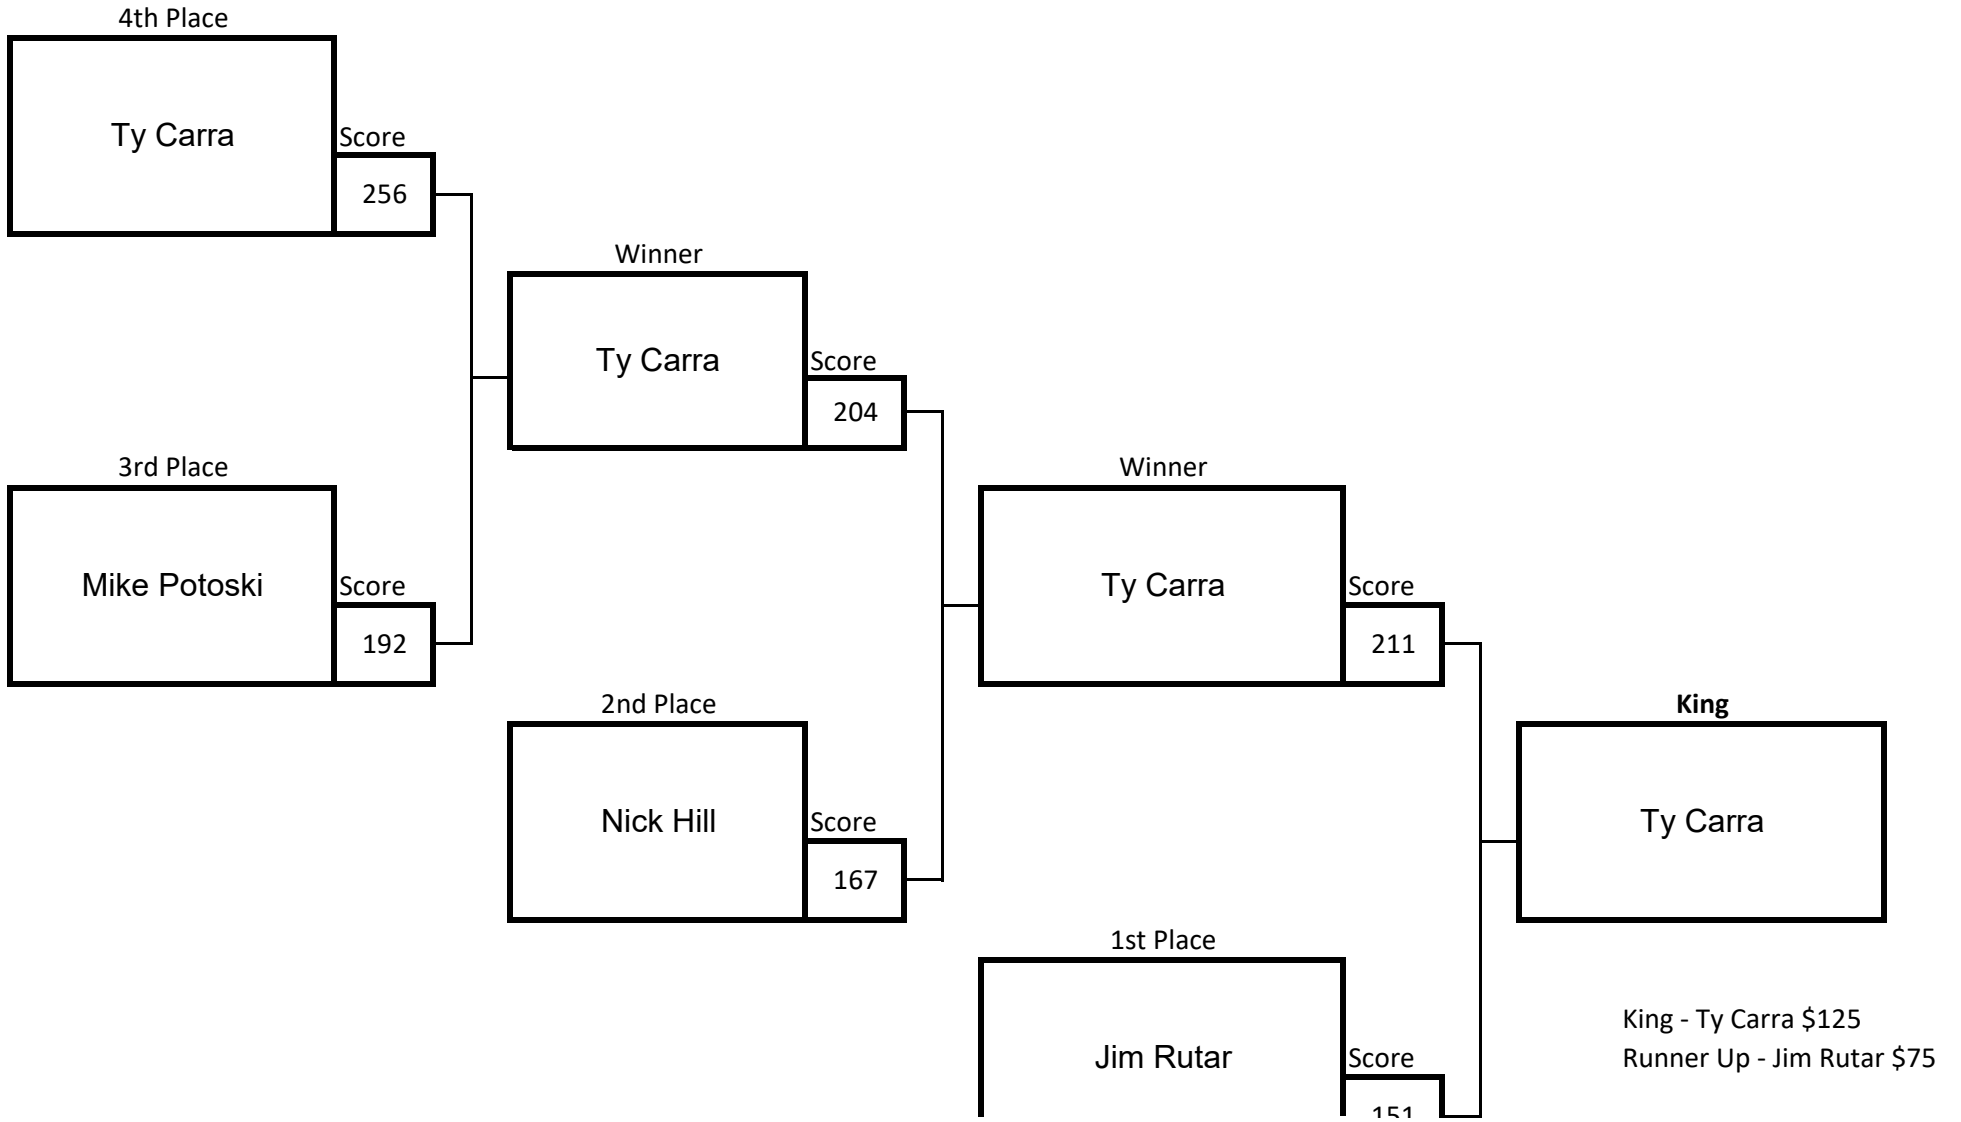 4th Place
Ty Carra
Score
256
Winner
Ty Carra
Score
204
3rd Place
Mike Potoski
Score
192
Winner
Ty Carra
Score
211
2nd Place
Nick Hill
Score
167
King
Ty Carra
1st Place
Jim Rutar
Score
151
King - Ty Carra $125
Runner Up - Jim Rutar $75